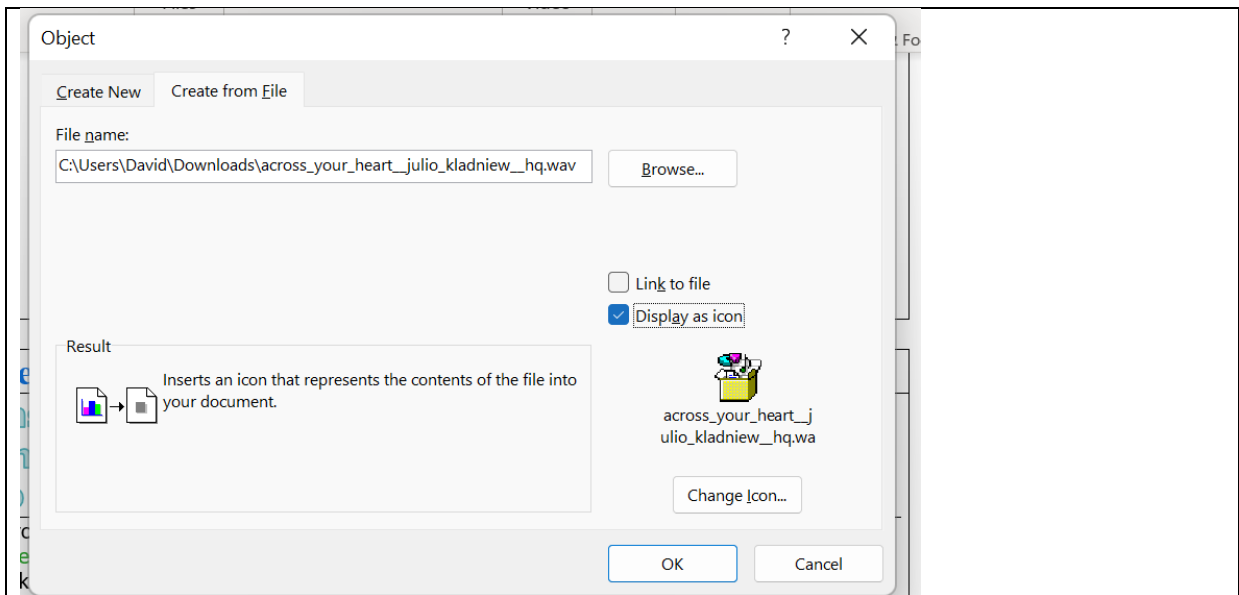 Object
?
Fo
Create New
Create from File
File name:
C:\Users\David\Downloads\across_your_heart__julio_kladniew__hq.wav
Browse...
Link to file
Display as icon
Result
Inserts an icon that represents the contents of the file into
your document.
across_your_heart__j
ulio_kladniew__hq.wa
Change Icon...
OK
Cancel